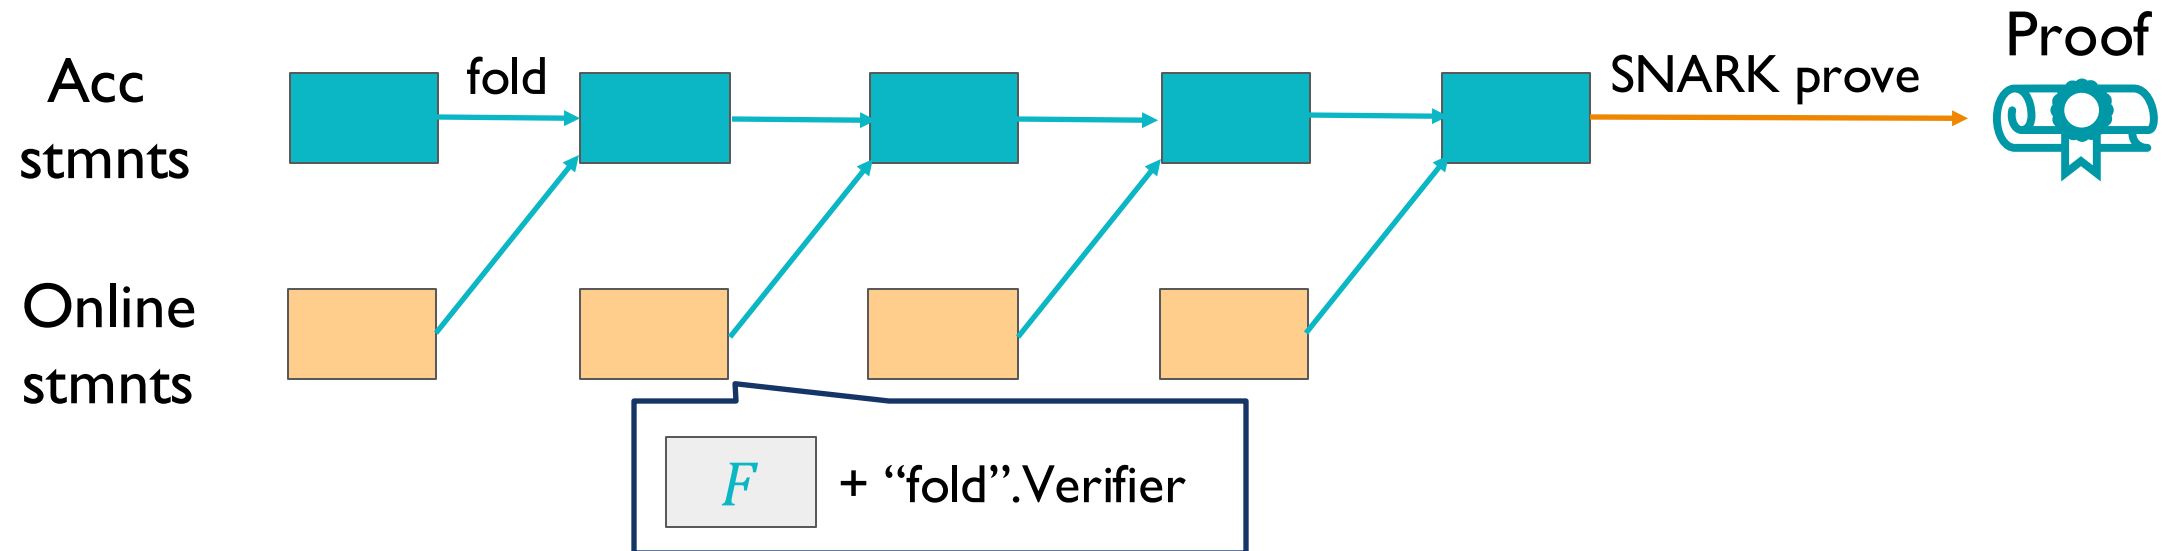 Acc
stmnts
fold
SNARK prove
Proof
Online
stmnts
F + “fold”.Verifier